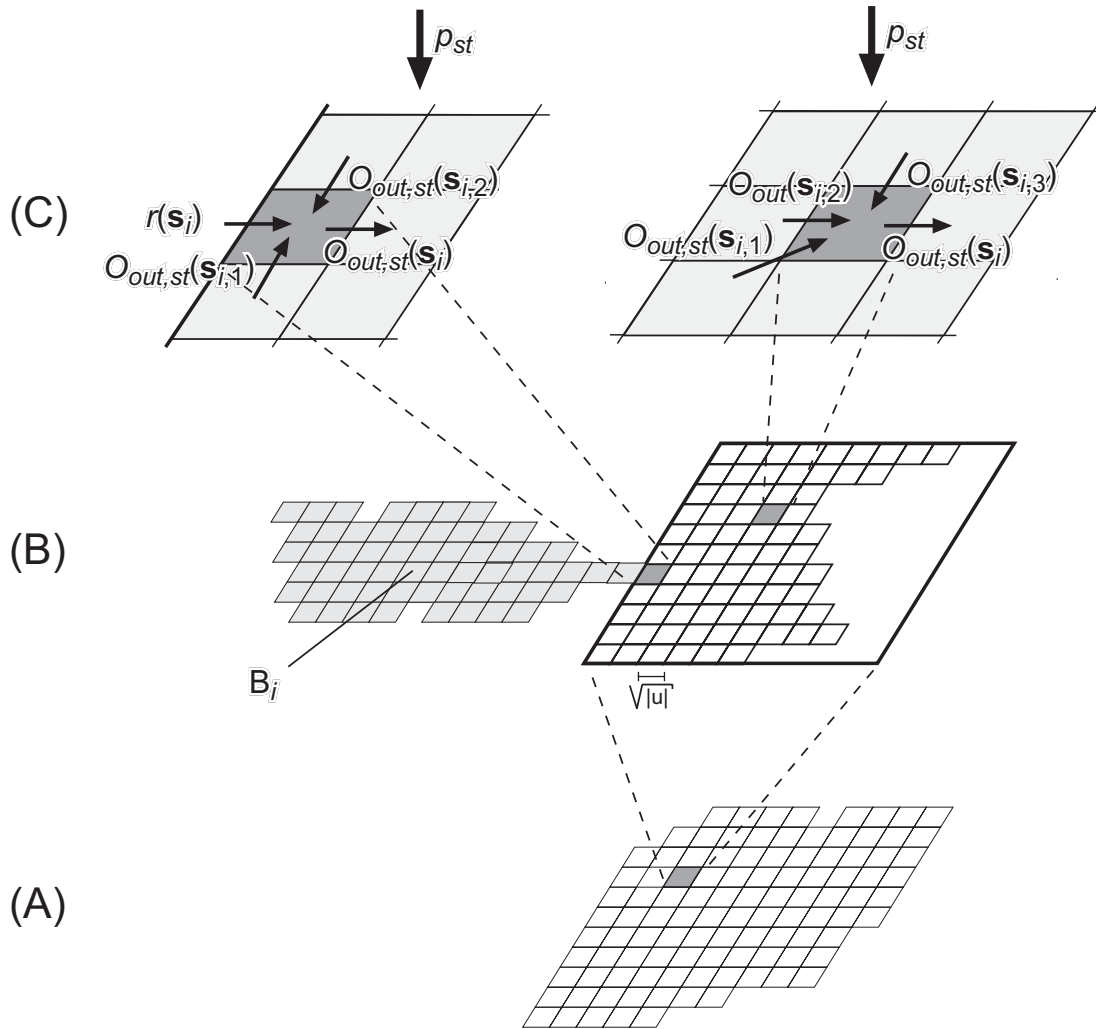 p_st
p_st
(C)
r(s_i)
O_out,st(s_i,2)
O_out,st(s_i,1)
O_out,st(s_i)
O_out(s_i,2)
O_out,st(s_i,3)
O_out,st(s_i,1)
O_out,st(s_i)
(B)
B_i
√|u|
(A)